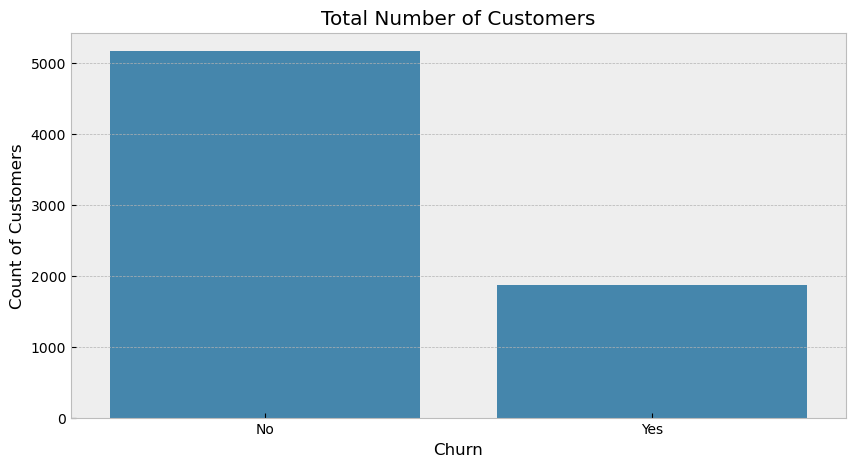 Total Number of Customers
Count of Customers
5000
4000
3000
2000
1000
0
No
Yes
Churn